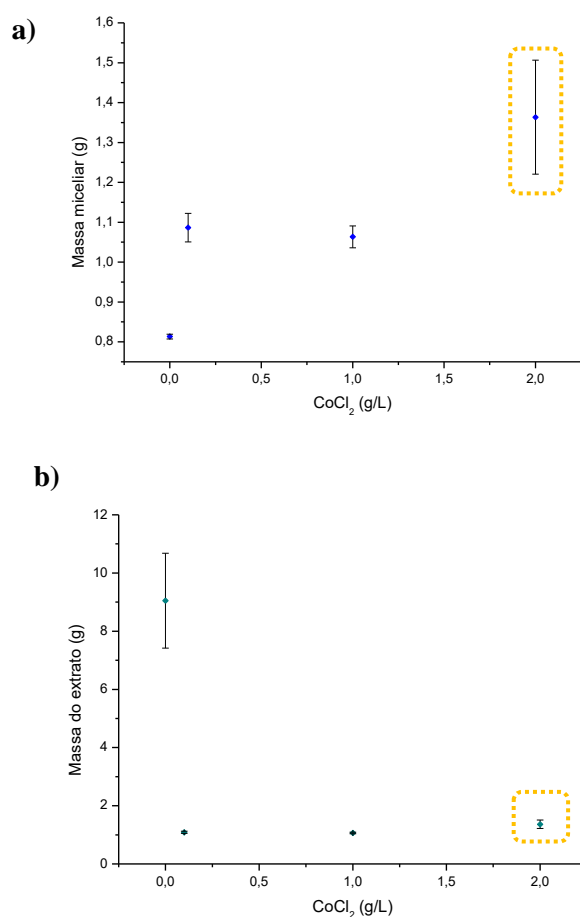 a)
1,6
1,5
1,4
1,3
1,2
1,1
1,0
0,9
0,8
Massa miceliar (g)
0,0 0,5 1,0 1,5 2,0
CoCl₂ (g/L)
b)
12
10
8
6
4
2
0
Massa do extrato (g)
0,0 0,5 1,0 1,5 2,0
CoCl₂ (g/L)